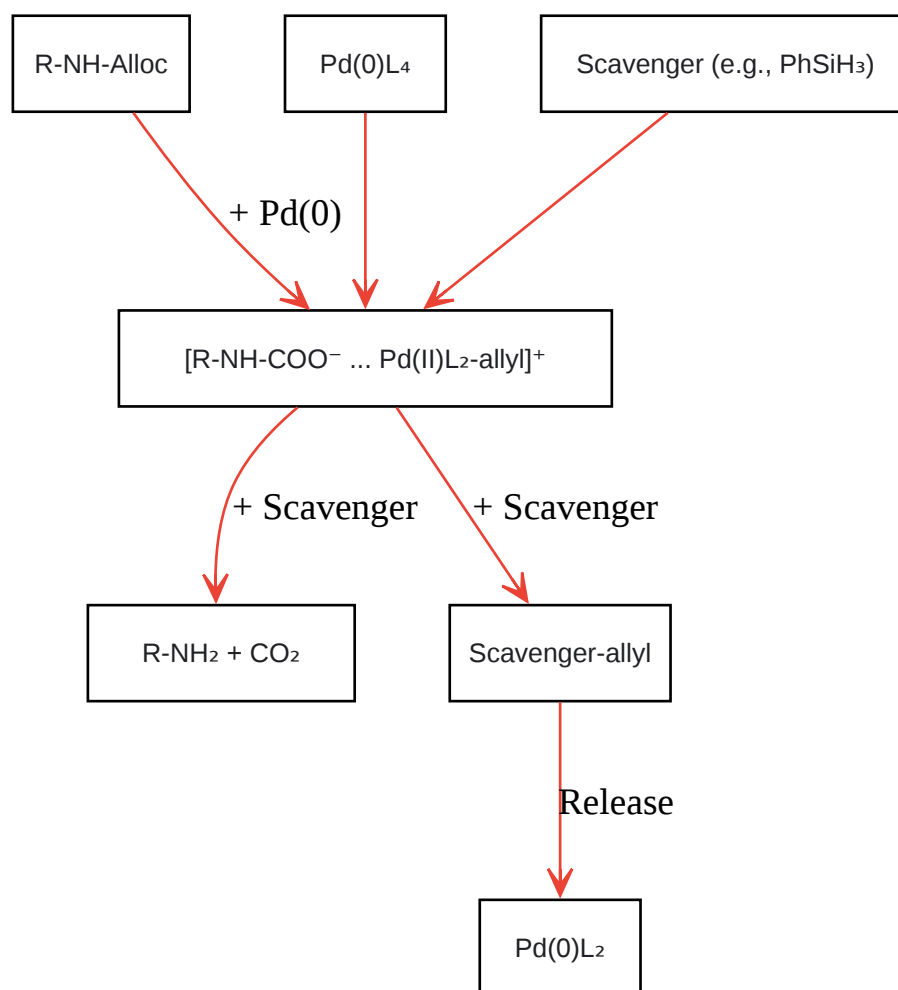 R-NH-Alloc
Pd(0)L₄
Scavenger (e.g., PhSiH₃)
+ Pd(0)
[R-NH-COO⁻ ... Pd(II)L₂-allyl]⁺
+ Scavenger
+ Scavenger
R-NH₂ + CO₂
Scavenger-allyl
Release
Pd(0)L₂